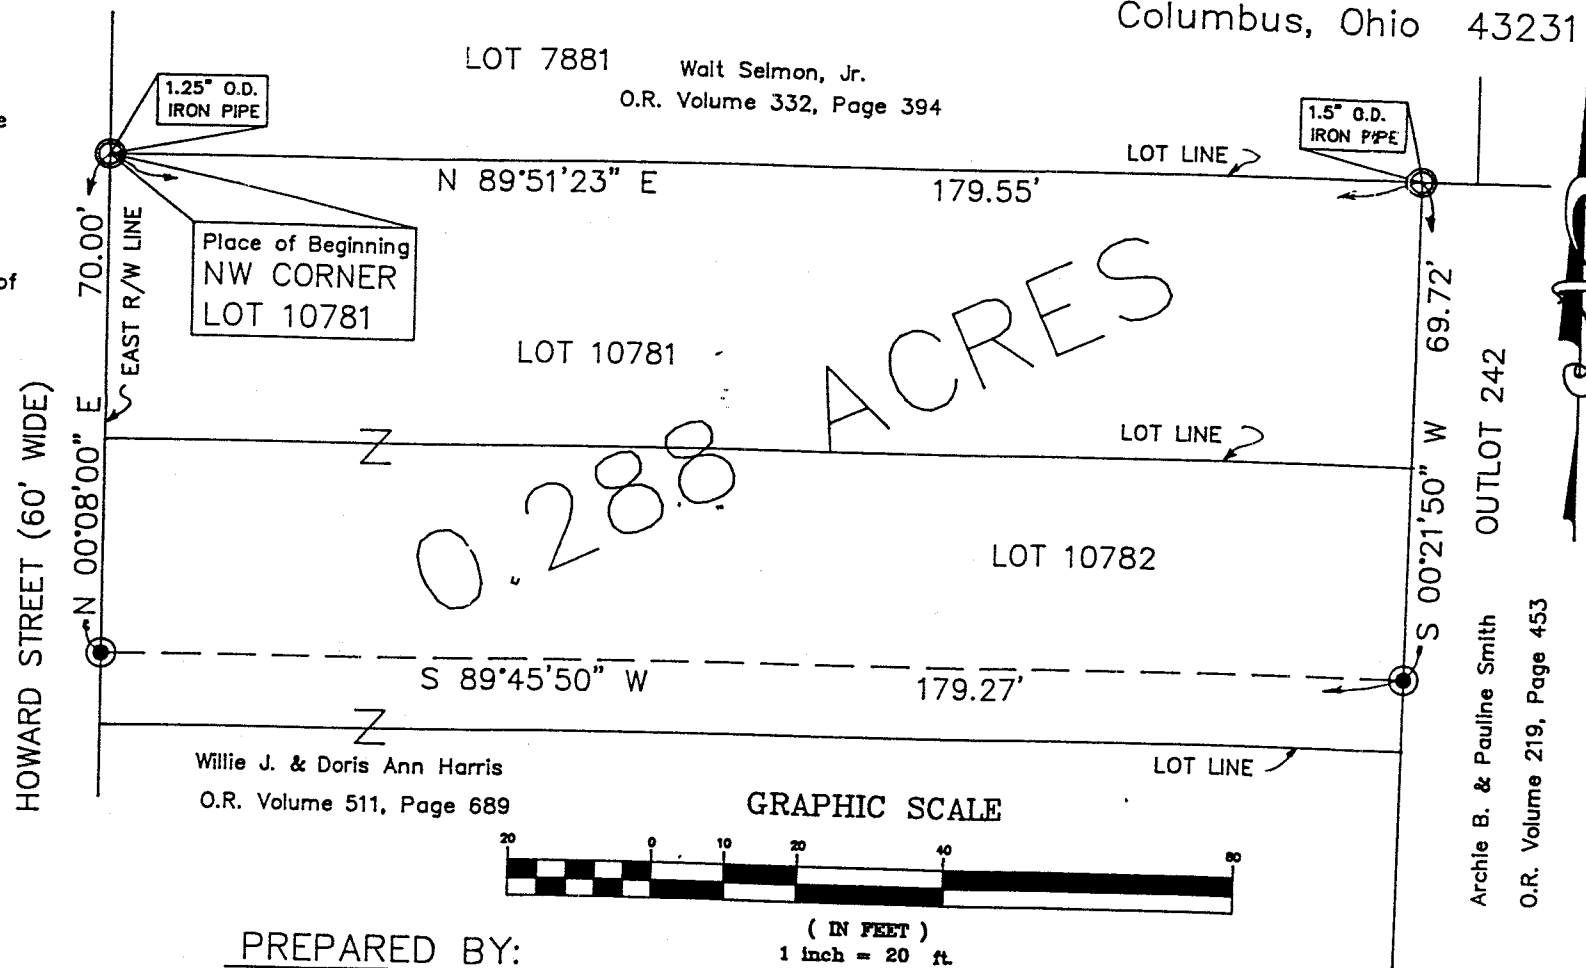 Columbus, Ohio 43231
LOT 7881
Walt Selmon, Jr.
O.R. Volume 332, Page 394
1.25" O.D.
IRON PIPE
1.5" O.D.
IRON PIPE
LOT LINE
N 89°51'23" E
179.55'
Place of Beginning
NW CORNER
LOT 10781
70.00'
EAST R/W LINE
N 00°08'00" E
HOWARD STREET (60' WIDE)
LOT 10781
0.288 ACRES
69.72'
S 00°21'50" W
OUTLOT 242
LOT LINE
Z
LOT 10782
S 89°45'50" W
179.27'
Z
Willie J. & Doris Ann Harris
O.R. Volume 511, Page 689
LOT LINE
Archie B. & Pauline Smith
O.R. Volume 219, Page 453
of
GRAPHIC SCALE
20 0 10 20 40 80
( IN FEET )
1 inch = 20 ft.
PREPARED BY: